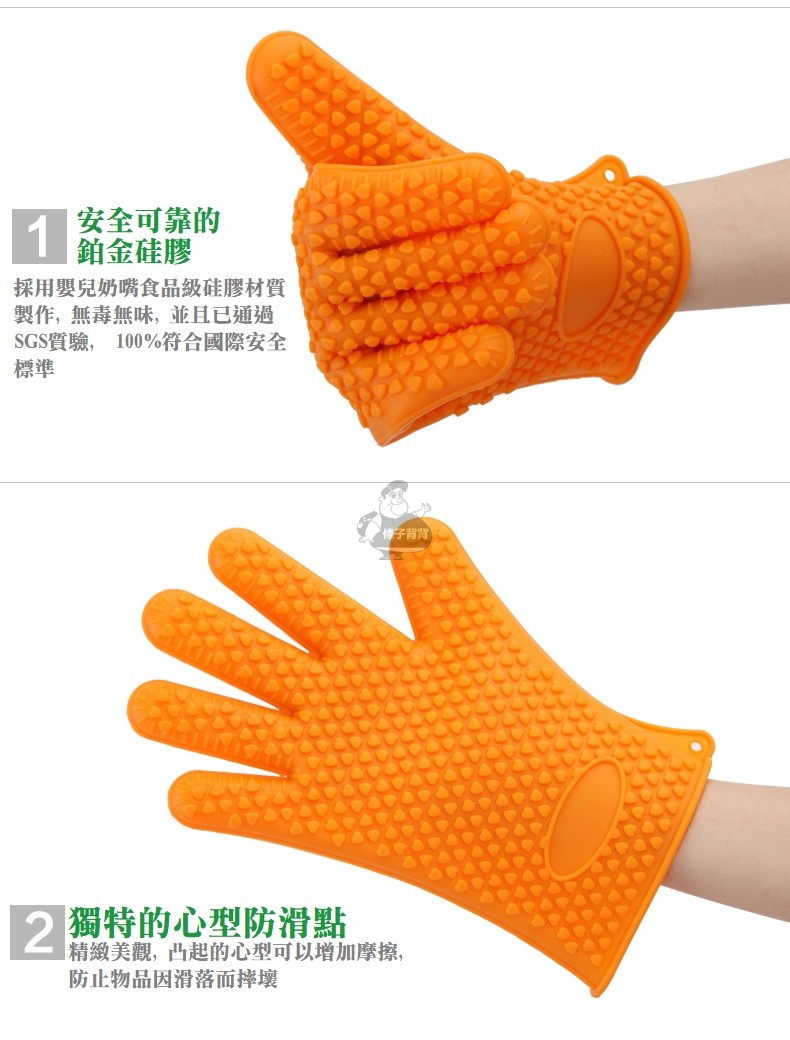 1
安全可靠的
鉑金硅膠
採用嬰兒奶嘴食品級硅膠材質
製作, 無毒無味, 並且已通過
SGS質驗, 100%符合國際安全
標準
條子背背
2
獨特的心型防滑點
精緻美觀, 凸起的心型可以增加摩擦,
防止物品因滑落而摔壞